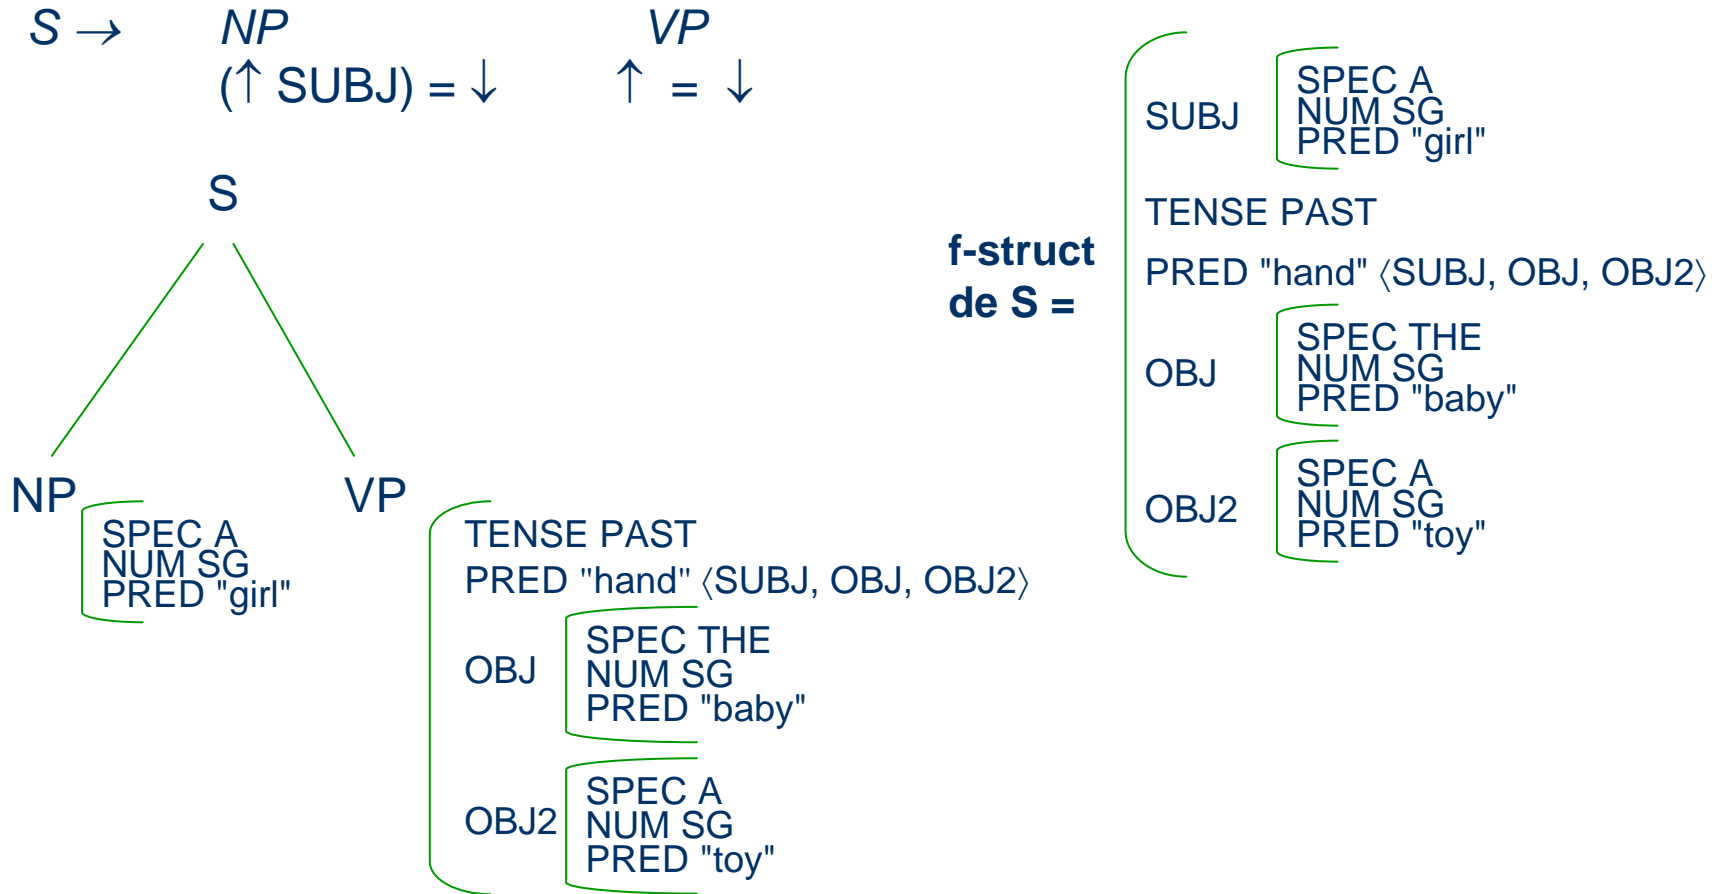 S → NP VP
(↑ SUBJ) = ↓ ↑ = ↓
S
NP
SPEC A
NUM SG
PRED "girl"
VP
TENSE PAST
PRED "hand" ⟨SUBJ, OBJ, OBJ2⟩
OBJ
SPEC THE
NUM SG
PRED "baby"
OBJ2
SPEC A
NUM SG
PRED "toy"
f-struct
de S =
SUBJ
SPEC A
NUM SG
PRED "girl"
TENSE PAST
PRED "hand" ⟨SUBJ, OBJ, OBJ2⟩
OBJ
SPEC THE
NUM SG
PRED "baby"
OBJ2
SPEC A
NUM SG
PRED "toy"